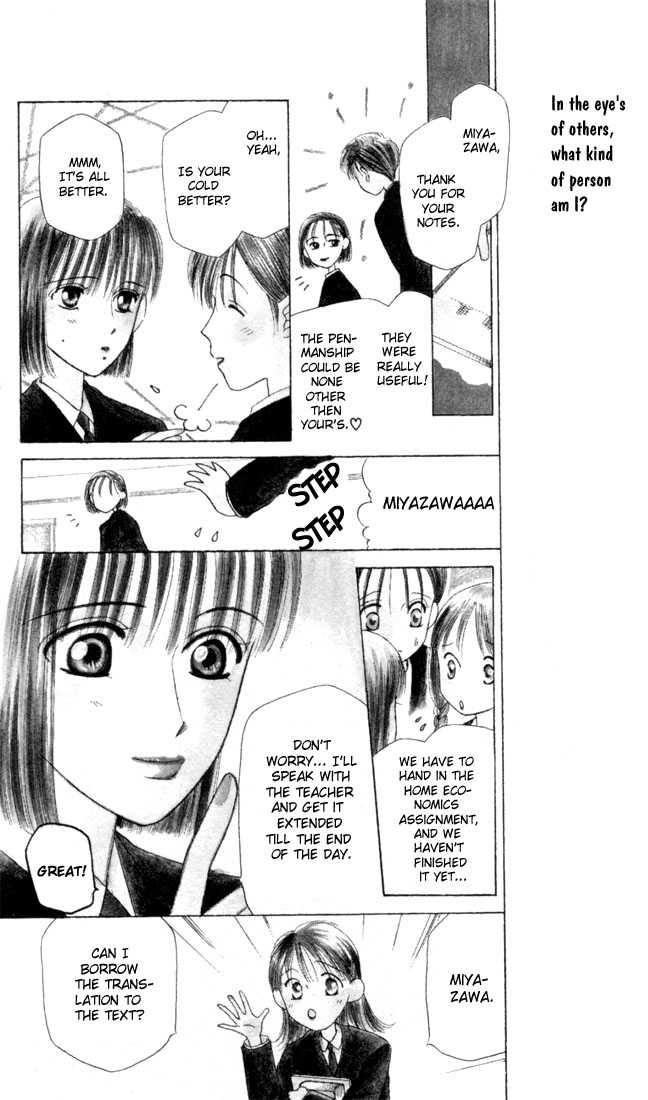 In the eye's
of others,
what kind
of person
am I?
MIYA-
ZAWA,
THANK
YOU FOR
YOUR
NOTES.
THEY
WERE
REALLY
USEFUL!
THE PEN-
MANSHIP
COULD BE
NONE
OTHER
THEN
YOUR'S.♡
OH...
YEAH,
IS YOUR
COLD
BETTER?
MMM,
IT'S ALL
BETTER.
MIYAZAWAAAA
STEP
STEP
WE HAVE TO
HAND IN THE
HOME ECO-
NOMICS
ASSIGNMENT,
AND WE
HAVEN'T
FINISHED
IT YET...
DON'T
WORRY... I'LL
SPEAK WITH
THE TEACHER
AND GET IT
EXTENDED
TILL THE END
OF THE DAY.
GREAT!
MIYA-
ZAWA.
CAN I
BORROW
THE TRANS-
LATION TO
THE TEXT?